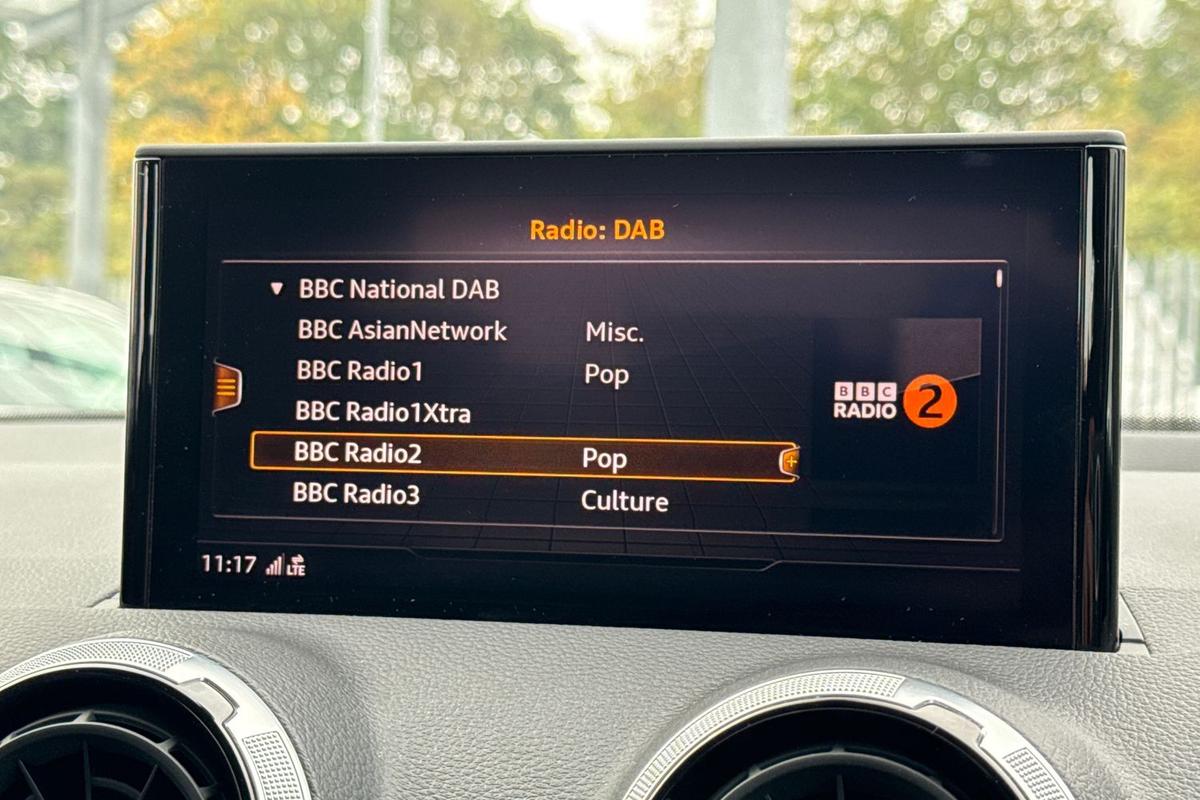 Radio: DAB
▼ BBC National DAB
BBC AsianNetwork Misc.
BBC Radio1 Pop
BBC Radio1Xtra
BBC Radio2 Pop
BBC Radio3 Culture
BBC
RADIO 2
11:17 LTE